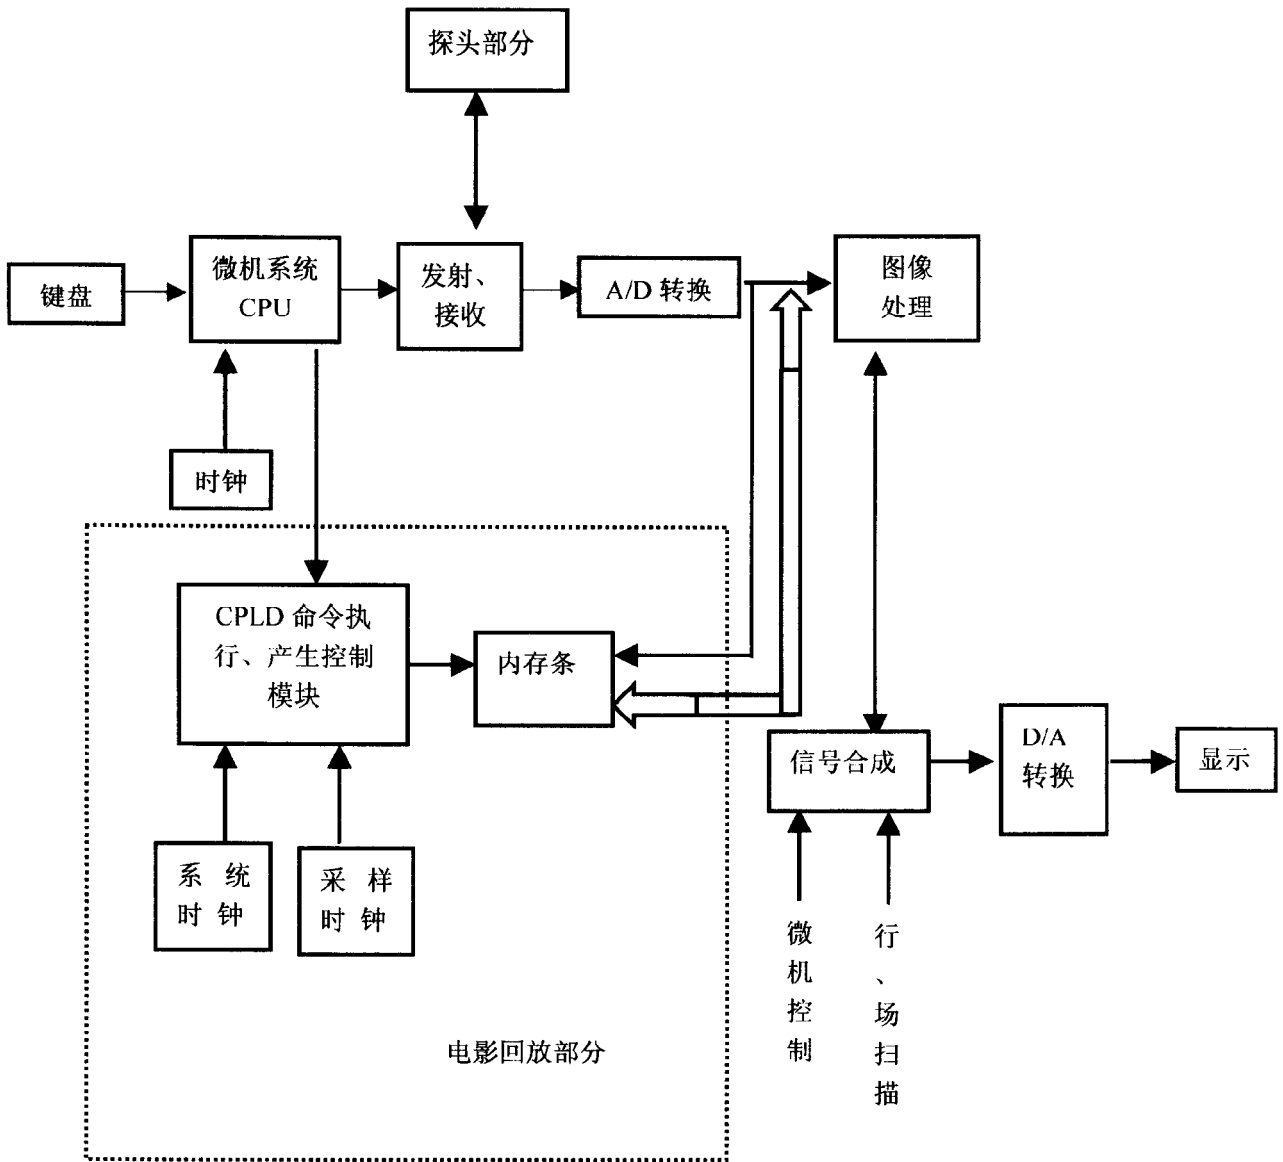 探头部分
键盘
微机系统
CPU
发射、
接收
A/D 转换
图像
处理
时钟
CPLD 命令执
行、产生控制
模块
内存条
信号合成
D/A
转换
显示
系 统
时 钟
采 样
时 钟
微机控制
行、场扫描
电影回放部分